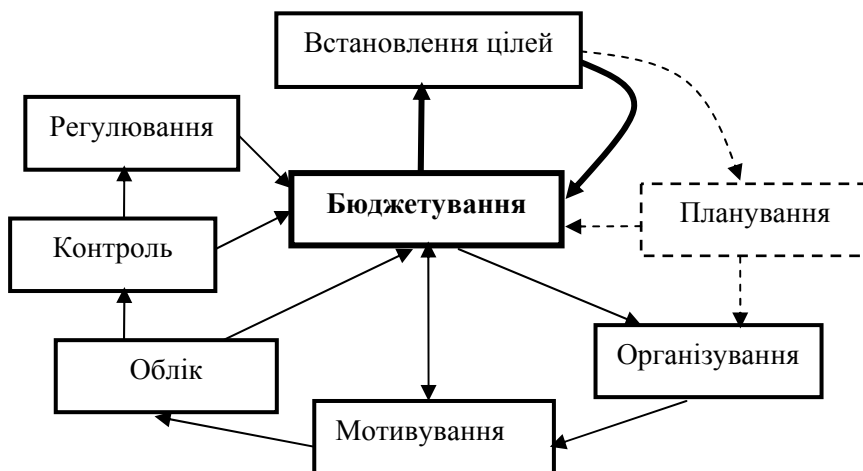 Встановлення цілей
Регулювання
Бюджетування
Планування
Контроль
Організування
Облік
Мотивування